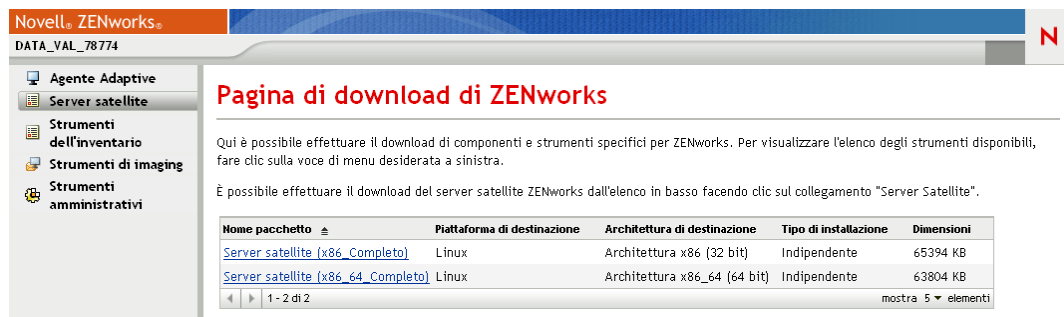 Novell® ZENworks®
DATA_VAL_78774
N
Agente Adaptive
Server satellite
Strumenti
dell'inventario
Strumenti di imaging
Strumenti
amministrativi
Pagina di download di ZENworks
Qui è possibile effettuare il download di componenti e strumenti specifici per ZENworks. Per visualizzare l'elenco degli strumenti disponibili,
fare clic sulla voce di menu desiderata a sinistra.
È possibile effettuare il download del server satellite ZENworks dall'elenco in basso facendo clic sul collegamento "Server Satellite".
Nome pacchetto Piattaforma di destinazione Architettura di destinazione Tipo di installazione Dimensioni
Server satellite (x86_Completo) Linux Architettura x86 (32 bit) Indipendente 65394 KB
Server satellite (x86_64_Completo) Linux Architettura x86_64 (64 bit) Indipendente 63804 KB
1 - 2 di 2 mostra 5 elementi